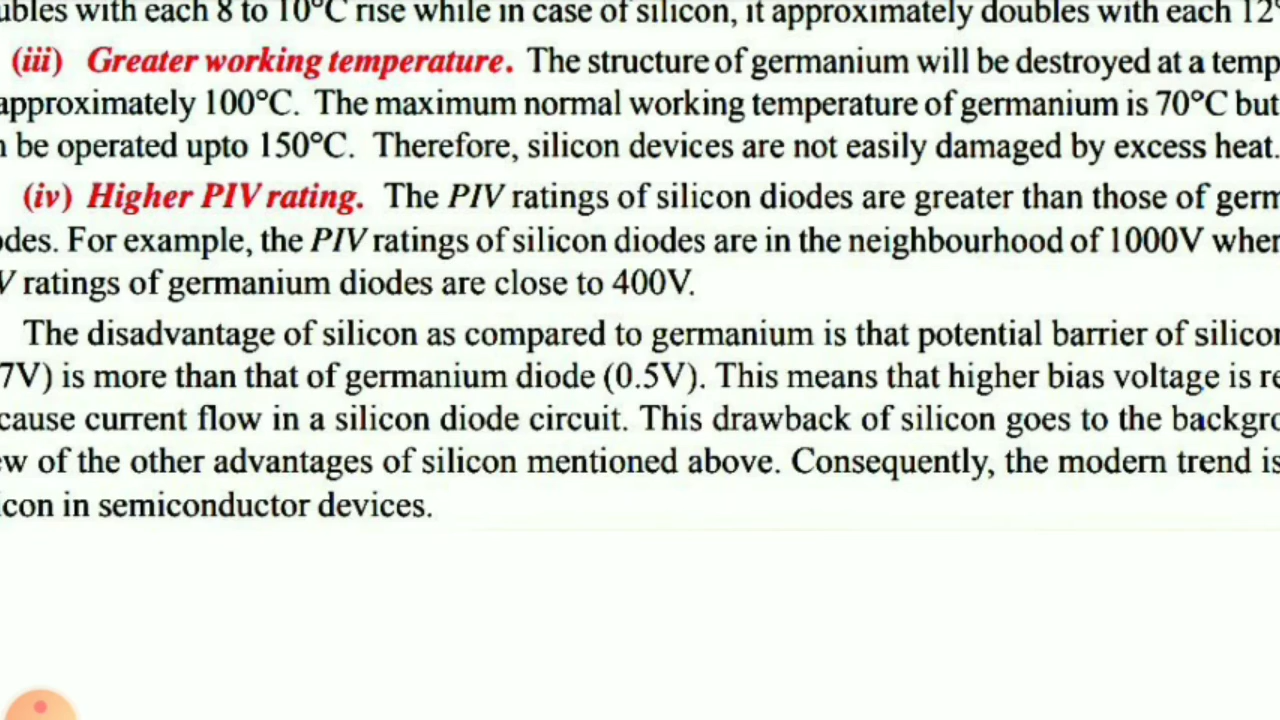 ubles with each 8 to 10°C rise while in case of silicon, it approximately doubles with each 12°
(iii) Greater working temperature. The structure of germanium will be destroyed at a temp
approximately 100°C. The maximum normal working temperature of germanium is 70°C but
n be operated upto 150°C. Therefore, silicon devices are not easily damaged by excess heat.
(iv) Higher PIV rating. The PIV ratings of silicon diodes are greater than those of germ
odes. For example, the PIV ratings of silicon diodes are in the neighbourhood of 1000V wher
V ratings of germanium diodes are close to 400V.
The disadvantage of silicon as compared to germanium is that potential barrier of silicon
7V) is more than that of germanium diode (0.5V). This means that higher bias voltage is re
cause current flow in a silicon diode circuit. This drawback of silicon goes to the backgro
ew of the other advantages of silicon mentioned above. Consequently, the modern trend is
icon in semiconductor devices.